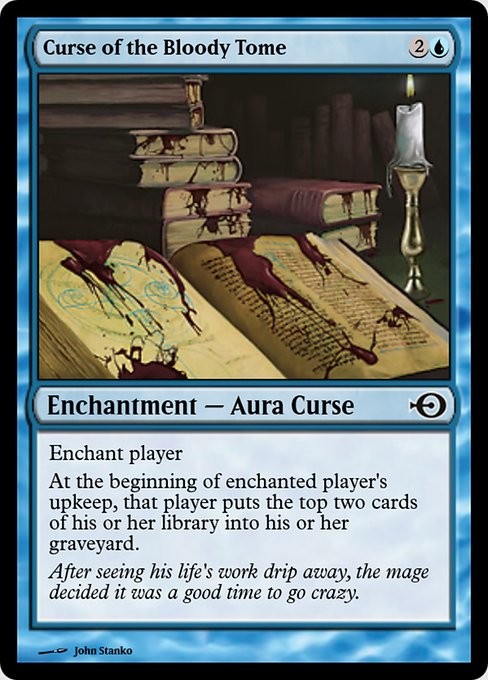 Curse of the Bloody Tome 2
Enchantment — Aura Curse
Enchant player
At the beginning of enchanted player's
upkeep, that player puts the top two cards
of his or her library into his or her
graveyard.
After seeing his life's work drip away, the mage
decided it was a good time to go crazy.
John Stanko